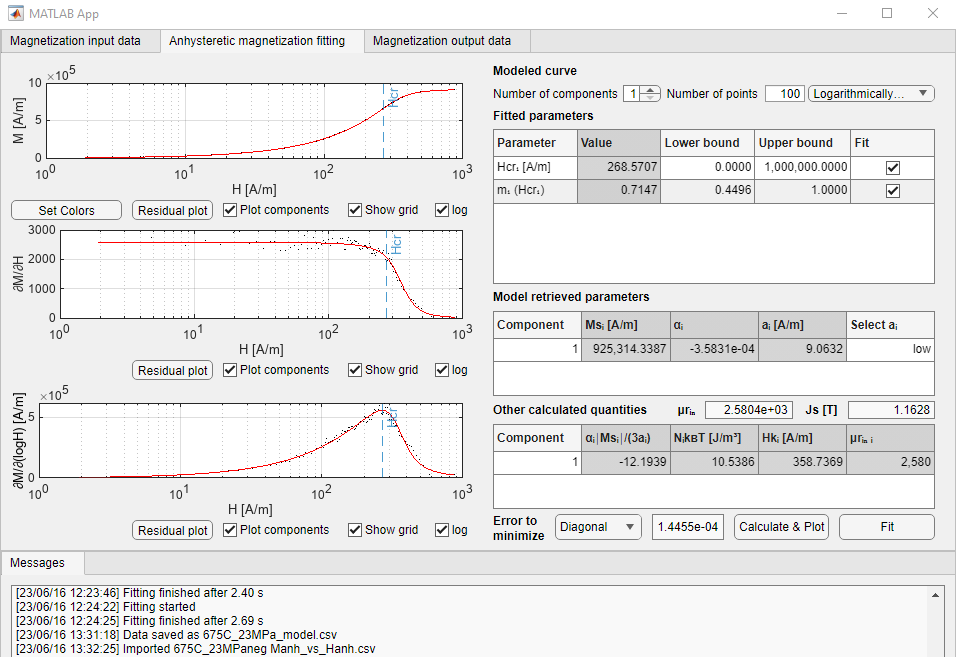 MATLAB App
Magnetization input data
Anhysteretic magnetization fitting
Magnetization output data
×10⁵
10
5
0
M [A/m]
Hcr
10⁰
10¹
10²
10³
H [A/m]
Set Colors
Residual plot
Plot components
Show grid
log
3000
2000
1000
0
∂M/∂H
Hcr
10⁰
10¹
10²
10³
H [A/m]
Residual plot
Plot components
Show grid
log
×10⁵
5
0
∂M/∂(logH) [A/m]
Hcr
10⁰
10¹
10²
10³
H [A/m]
Residual plot
Plot components
Show grid
log
Modeled curve
Number of components 1 Number of points 100 Logarithmically...
Fitted parameters
Parameter Value Lower bound Upper bound Fit
Hcr₁ [A/m] 268.5707 0.0000 1,000,000.0000
m₁ (Hcr₁) 0.7147 0.4496 1.0000
Model retrieved parameters
Component Msᵢ [A/m] αᵢ aᵢ [A/m] Select aᵢ
1 925,314.3387 -3.5831e-04 9.0632 low
Other calculated quantities μrᵢₙ 2.5804e+03 Js [T] 1.1628
Component αᵢ|Msᵢ|/(3aᵢ) NᵢkʙT [J/m³] Hkᵢ [A/m] μrᵢₙ ᵢ
1 -12.1939 10.5386 358.7369 2,580
Error to
minimize
Diagonal 1.4455e-04 Calculate & Plot Fit
Messages
[23/06/16 12:23:46] Fitting finished after 2.40 s
[23/06/16 12:24:22] Fitting started
[23/06/16 12:24:25] Fitting finished after 2.69 s
[23/06/16 13:31:18] Data saved as 675C_23MPa_model.csv
[23/06/16 13:32:25] Imported 675C_23MPaneg Manh_vs_Hanh.csv